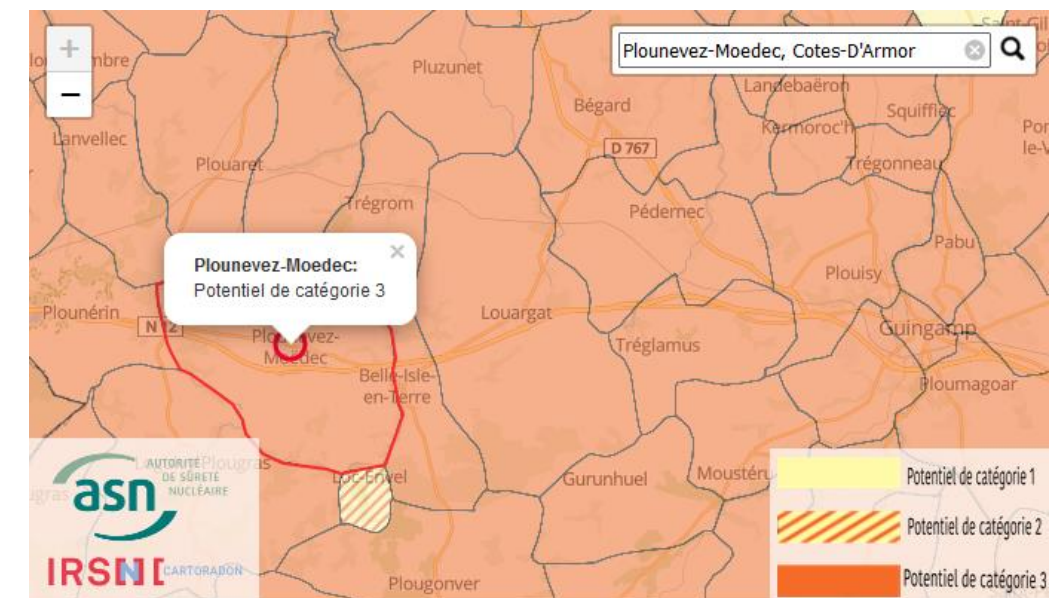 +
−
Plounevez-Moedec, Cotes-D'Armor
Pluzunet
Landebaëron
Bégard
Squiffiec
Kermoroc'h
Lanvellec
D 767
Plouaret
Trégonneau
Trégrom
Pédernec
Pabu
Plounevez-Moedec:
Potentiel de catégorie 3
Plouisy
Plounérin
Louargat
N 12
Guingamp
Plounévez-
Moëdec
Tréglamus
Belle-Isle-
en-Terre
Ploumagoar
Loc-Envel
Gurunhuel
Moustéru
AUTORITÉ
DE SÛRETÉ
NUCLÉAIRE
asn
IRSN
CARTORADON
Plougonver
Potentiel de catégorie 1
Potentiel de catégorie 2
Potentiel de catégorie 3